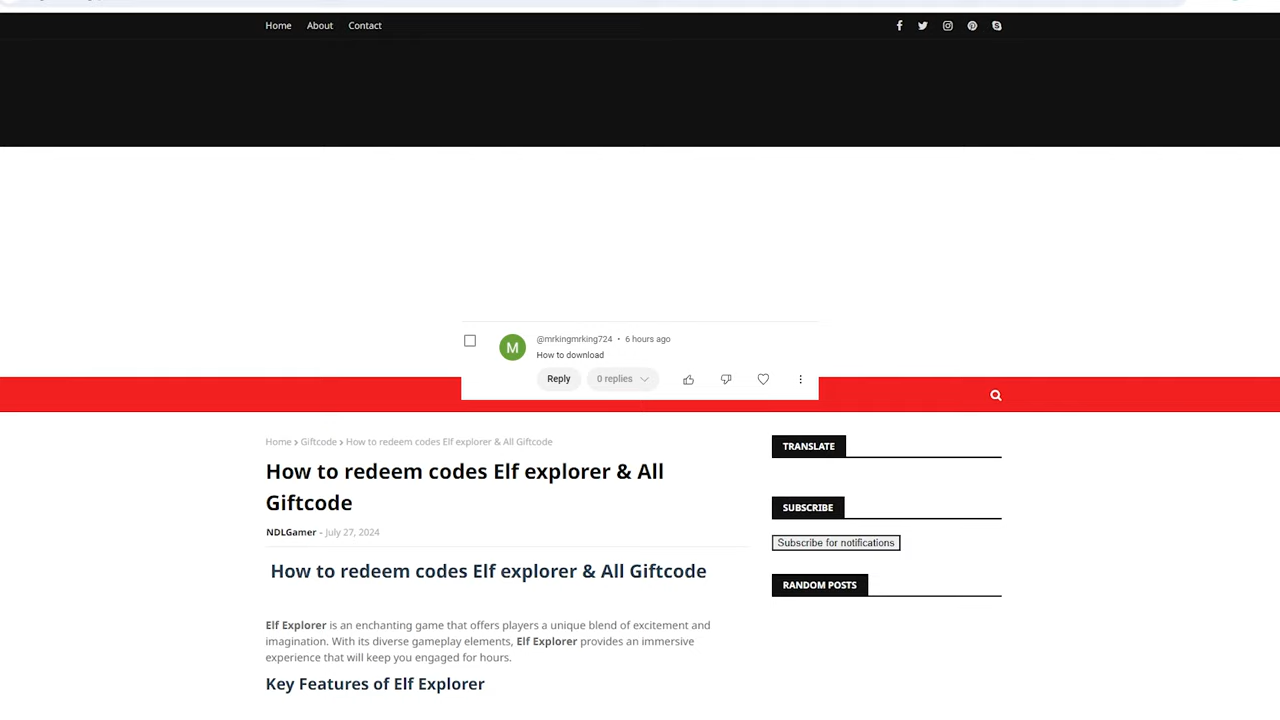 Home About Contact
@mrkingmrking724 • 6 hours ago
How to download
Reply 0 replies
Home › Giftcode › How to redeem codes Elf explorer & All Giftcode
How to redeem codes Elf explorer & All
Giftcode
NDLGamer - July 27, 2024
How to redeem codes Elf explorer & All Giftcode
Elf Explorer is an enchanting game that offers players a unique blend of excitement and
imagination. With its diverse gameplay elements, Elf Explorer provides an immersive
experience that will keep you engaged for hours.
Key Features of Elf Explorer
TRANSLATE
SUBSCRIBE
Subscribe for notifications
RANDOM POSTS